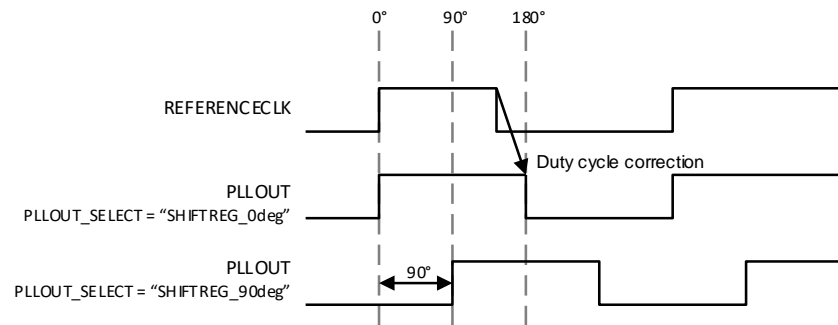 0° 90° 180°
REFERENCECLK
Duty cycle correction
PLLOUT
PLLOUT_SELECT = “SHIFTREG_0deg”
PLLOUT
90°
PLLOUT_SELECT = “SHIFTREG_90deg”